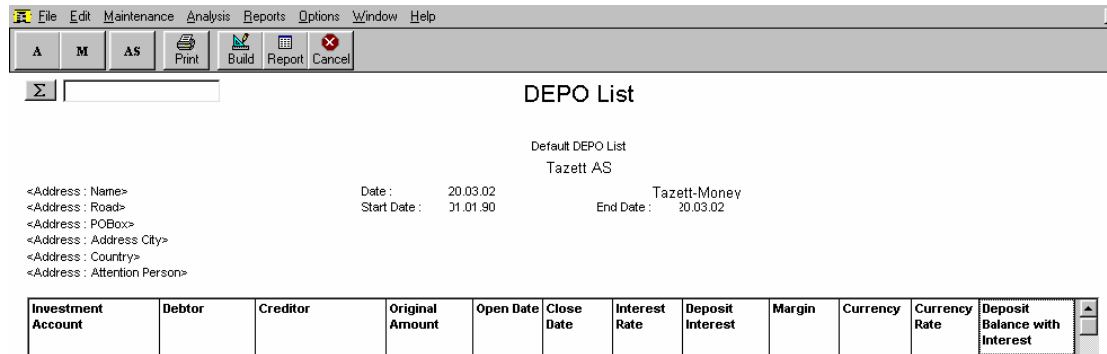 File Edit Maintenance Analysis Reports Options Window Help
A M AS Print Build Report Cancel
Σ
DEPO List
Default DEPO List
Tazett AS
<Address : Name> Date : 20.03.02 Tazett-Money
<Address : Road> Start Date : 01.01.90 End Date : 20.03.02
<Address : POBox>
<Address : Address City>
<Address : Country>
<Address : Attention Person>
Investment Debtor Creditor Original Open Date Close Interest Deposit Margin Currency Currency Deposit
Account Amount Date Rate Interest Rate Balance with
Interest